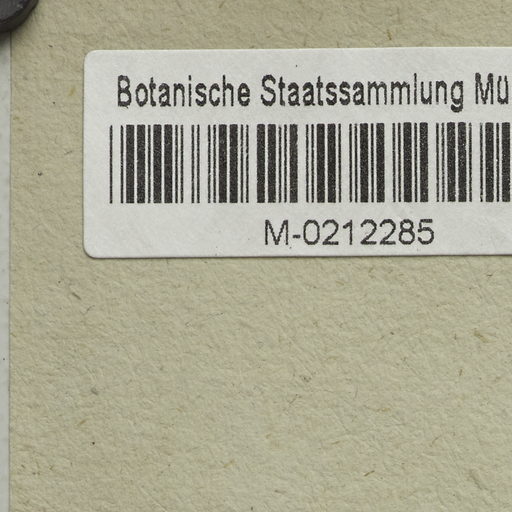 Botanische Staatssammlung Mü
M-0212285